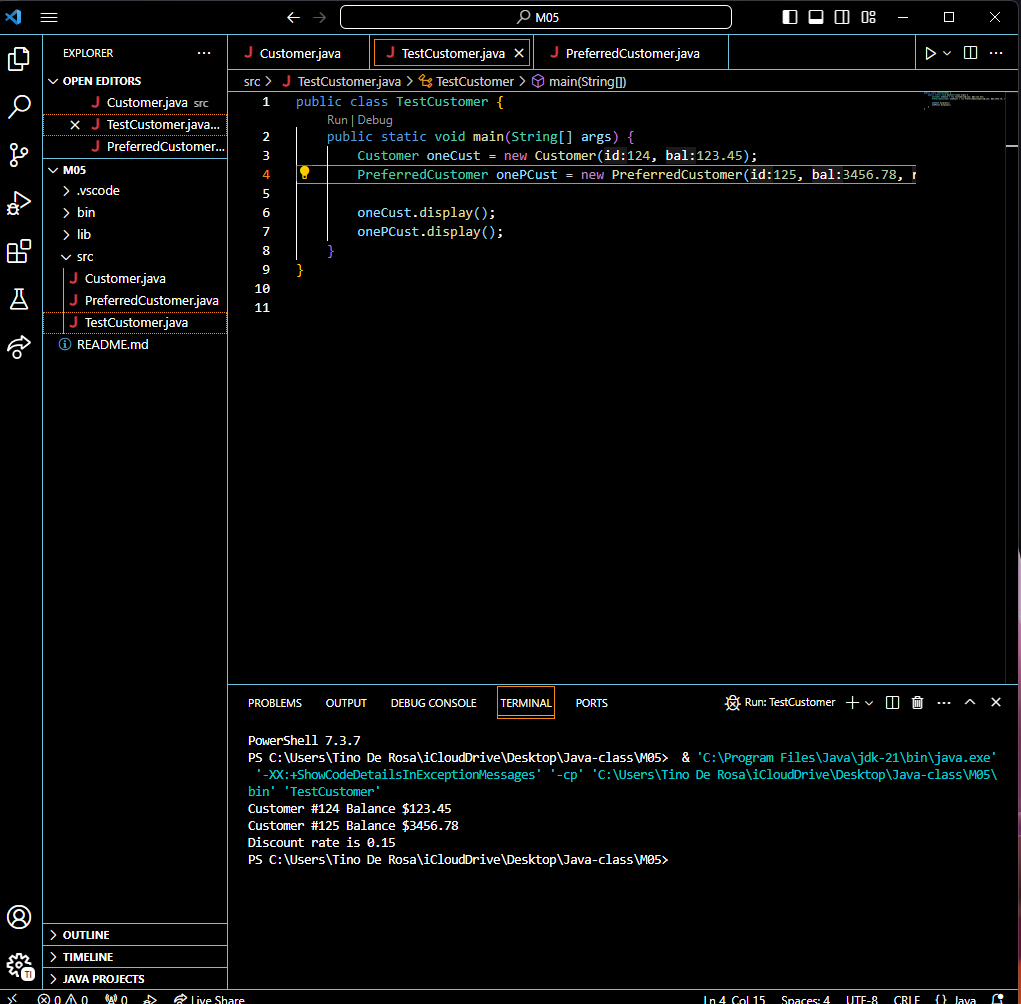 M05
EXPLORER
OPEN EDITORS
Customer.java src
TestCustomer.java...
PreferredCustomer...
M05
.vscode
bin
lib
src
Customer.java
PreferredCustomer.java
TestCustomer.java
README.md
OUTLINE
TIMELINE
JAVA PROJECTS
Customer.java
TestCustomer.java
PreferredCustomer.java
src > TestCustomer.java > TestCustomer > main(String[])
1 public class TestCustomer {
Run | Debug
2 public static void main(String[] args) {
3 Customer oneCust = new Customer(id:124, bal:123.45);
4 PreferredCustomer onePCust = new PreferredCustomer(id:125, bal:3456.78,
5
6 oneCust.display();
7 onePCust.display();
8 }
9 }
10
11
PROBLEMS OUTPUT DEBUG CONSOLE TERMINAL PORTS
Run: TestCustomer
PowerShell 7.3.7
PS C:\Users\Tino De Rosa\iCloudDrive\Desktop\Java-class\M05> & 'C:\Program Files\Java\jdk-21\bin\java.exe'
'-XX:+ShowCodeDetailsInExceptionMessages' '-cp' 'C:\Users\Tino De Rosa\iCloudDrive\Desktop\Java-class\M05\
bin' 'TestCustomer'
Customer #124 Balance $123.45
Customer #125 Balance $3456.78
Discount rate is 0.15
PS C:\Users\Tino De Rosa\iCloudDrive\Desktop\Java-class\M05>
TI
0 0 0 Live Share Ln 4, Col 15 Spaces: 4 UTF-8 CRLF {} Java